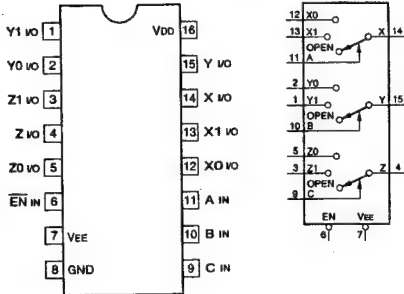 Y1 I/O 1
Y0 I/O 2
Z1 I/O 3
Z I/O 4
Z0 I/O 5
EN IN 6
7 VEE
8 GND
VDD 16
15 Y I/O
14 X I/O
13 X1 I/O
12 X0 I/O
11 A IN
10 B IN
9 C IN
12 X0
13 X1 X 14
OPEN
11 A
2 Y0
1 Y1 Y 15
OPEN
10 B
5 Z0
3 Z1 Z 4
OPEN
9 C
EN VEE
6 7